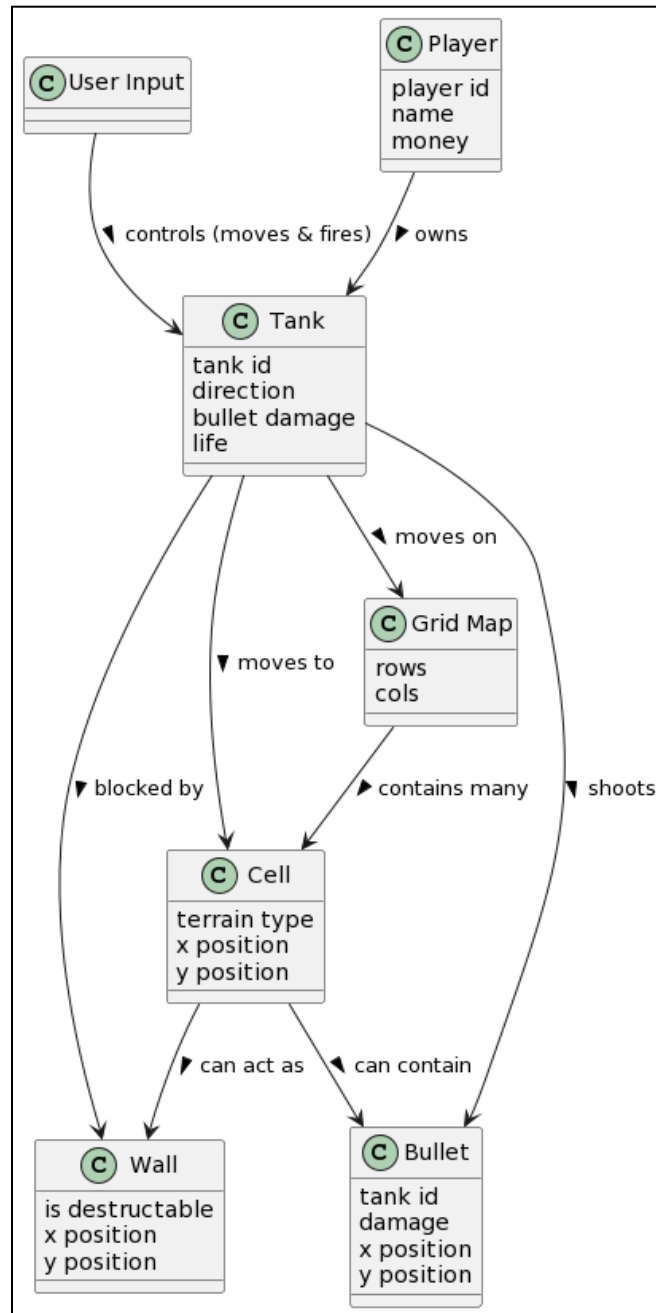 C Player
player id
name
money
C User Input
controls (moves & fires)
owns
C Tank
tank id
direction
bullet damage
life
moves on
C Grid Map
rows
cols
moves to
blocked by
contains many
shoots
C Cell
terrain type
x position
y position
can act as
can contain
C Wall
is destructable
x position
y position
C Bullet
tank id
damage
x position
y position